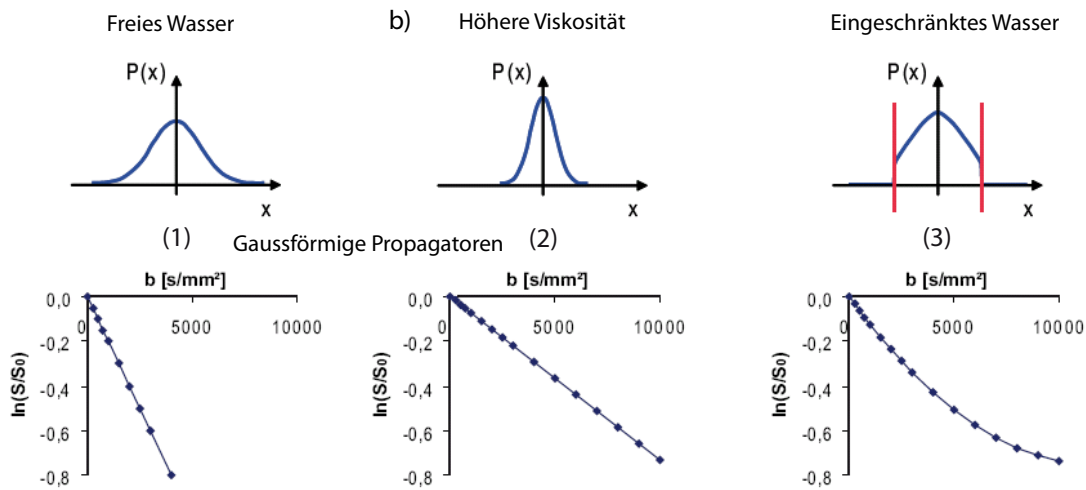 Freies Wasser
b)
Höhere Viskosität
Eingeschränktes Wasser
P(x)
P(x)
P(x)
x
x
x
(1)
Gaussförmige Propagatoren
(2)
(3)
b [s/mm²]
b [s/mm²]
b [s/mm²]
0,0
0
5000
10000
-0,2
-0,4
-0,6
-0,8
ln(S/S0)
0,0
0
5000
10000
-0,2
-0,4
-0,6
-0,8
ln(S/S0)
0,0
0
5000
10000
-0,2
-0,4
-0,6
-0,8
ln(S/S0)